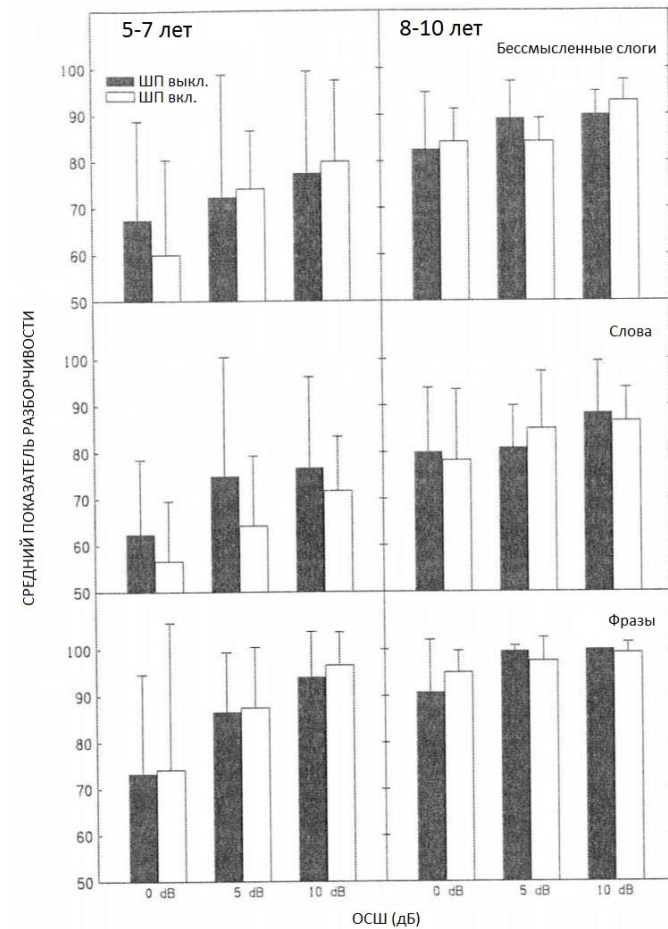 5-7 лет
8-10 лет
Бессмысленные слоги
100
ШП выкл.
ШП вкл.
90
80
70
60
50
Слова
100
90
80
70
60
50
Фразы
100
90
80
70
60
50
0 dB
5 dB
10 dB
0 dB
5 dB
10 dB
СРЕДНИЙ ПОКАЗАТЕЛЬ РАЗБОРЧИВОСТИ
ОСШ (дБ)